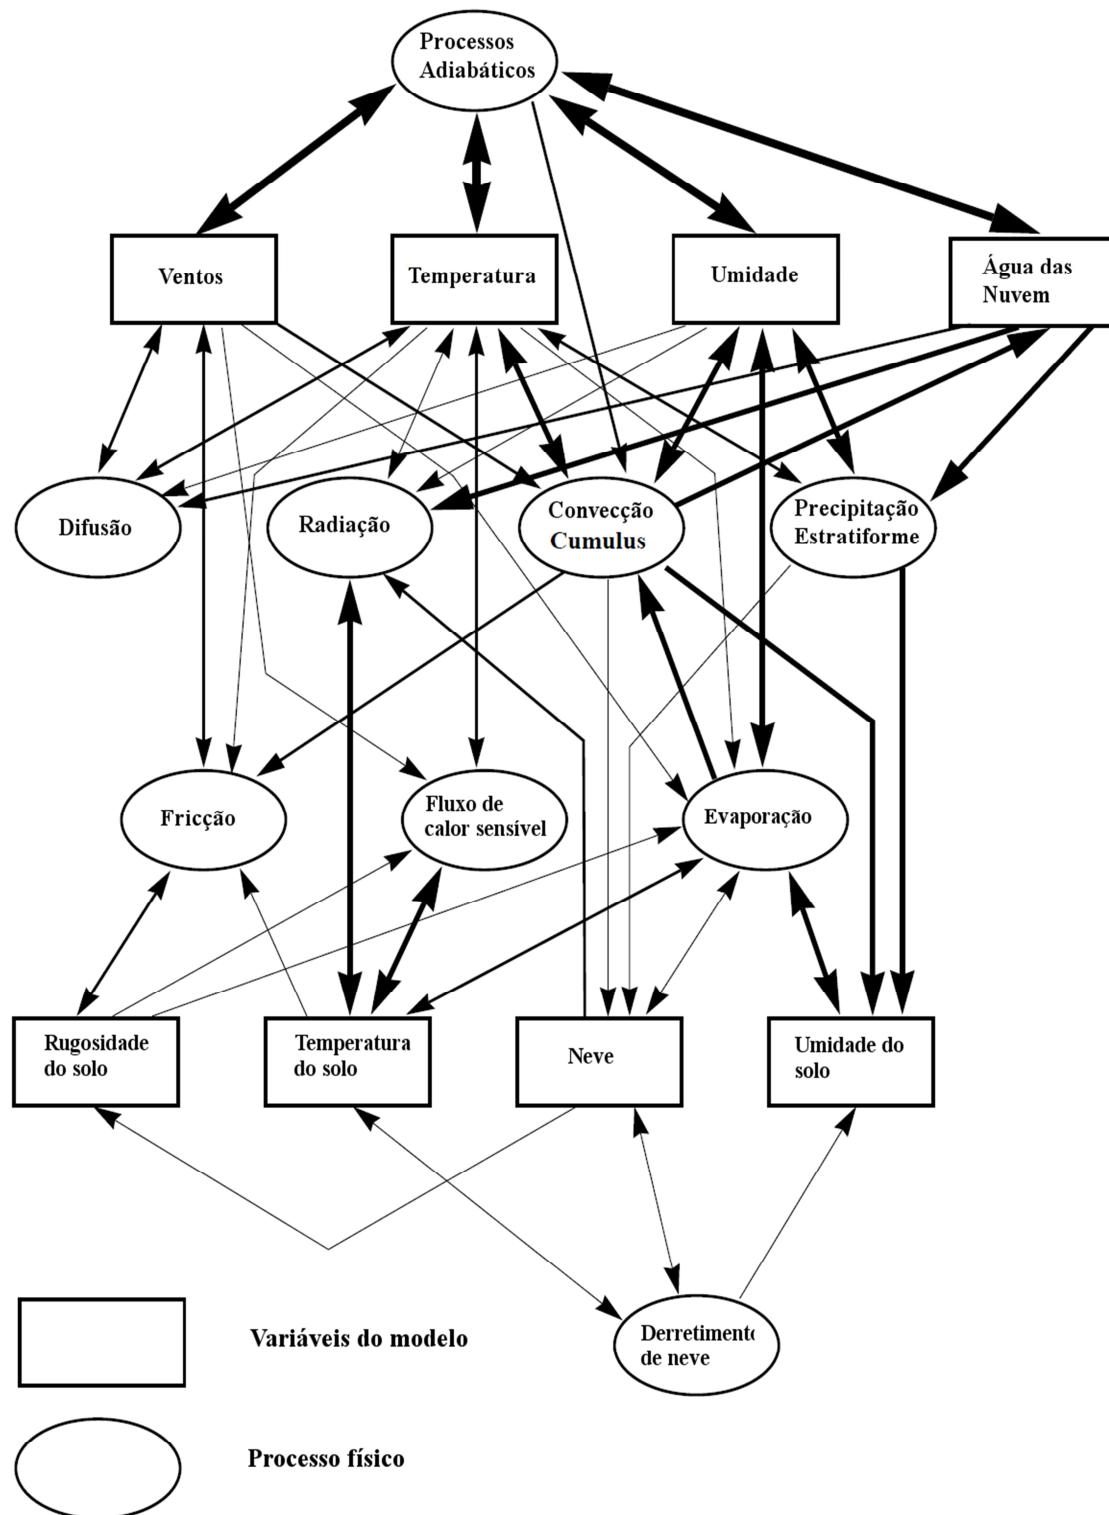 Processos
Adiabáticos
Ventos
Temperatura
Umidade
Água das
Nuvem
Difusão
Radiação
Convecção
Cumulus
Precipitação
Estratiforme
Fricção
Fluxo de
calor sensível
Evaporação
Rugosidade
do solo
Temperatura
do solo
Neve
Umidade do
solo
Derretimento
de neve
Variáveis do modelo
Processo físico